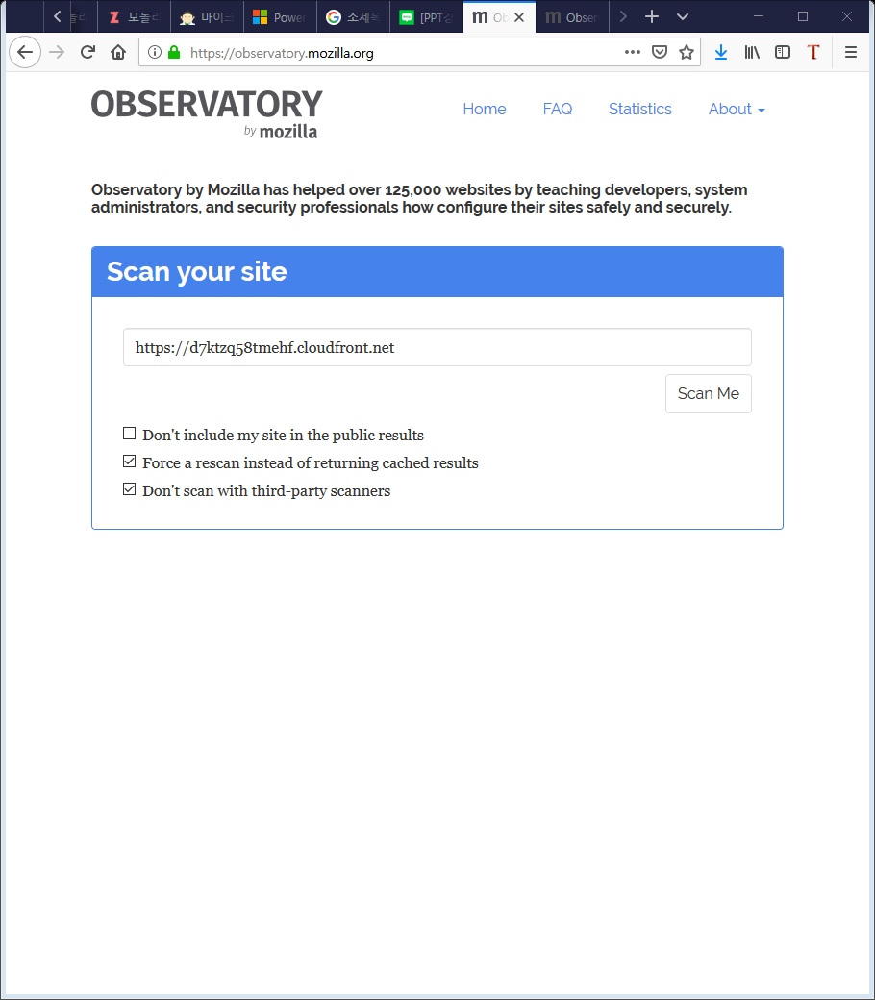 모놀
마이크
Power
소제목
[PPT강
Ob
Obser
https://observatory.mozilla.org
OBSERVATORY
by mozilla
Home FAQ Statistics About
Observatory by Mozilla has helped over 125,000 websites by teaching developers, system
administrators, and security professionals how configure their sites safely and securely.
Scan your site
https://d7ktzq58tmehf.cloudfront.net
Scan Me
Don't include my site in the public results
Force a rescan instead of returning cached results
Don't scan with third-party scanners